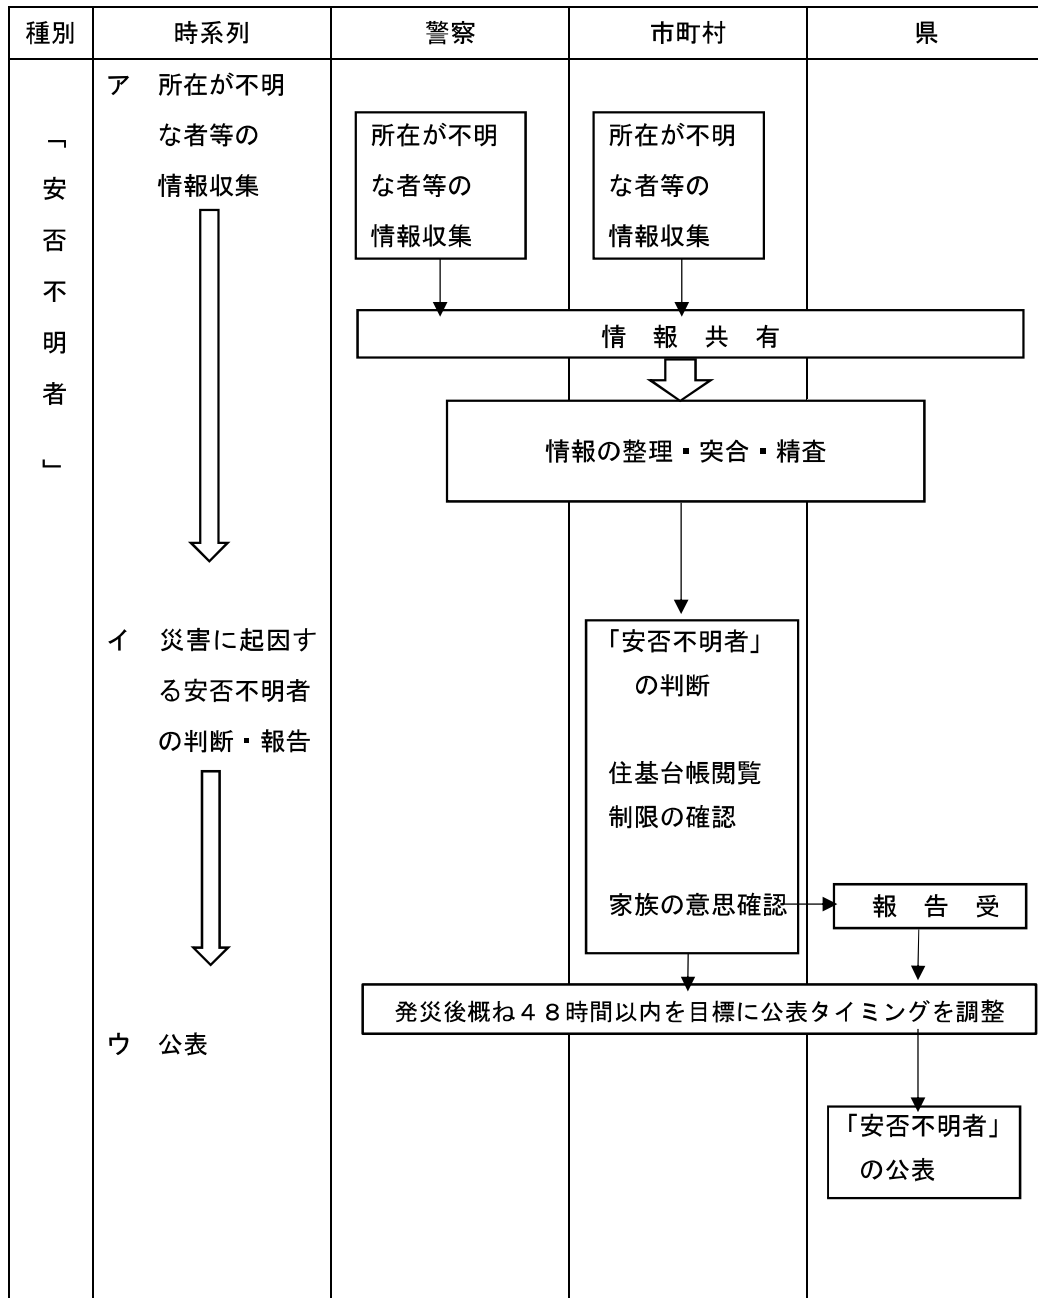 種別 時系列 警察 市町村 県
「安否不明者」
ア 所在が不明
な者等の
情報収集
所在が不明
な者等の
情報収集
所在が不明
な者等の
情報収集
情 報 共 有
情報の整理・突合・精査
イ 災害に起因す
る安否不明者
の判断・報告
「安否不明者」
の判断
住基台帳閲覧
制限の確認
家族の意思確認
報 告 受
発災後概ね４８時間以内を目標に公表タイミングを調整
ウ 公表
「安否不明者」
の公表